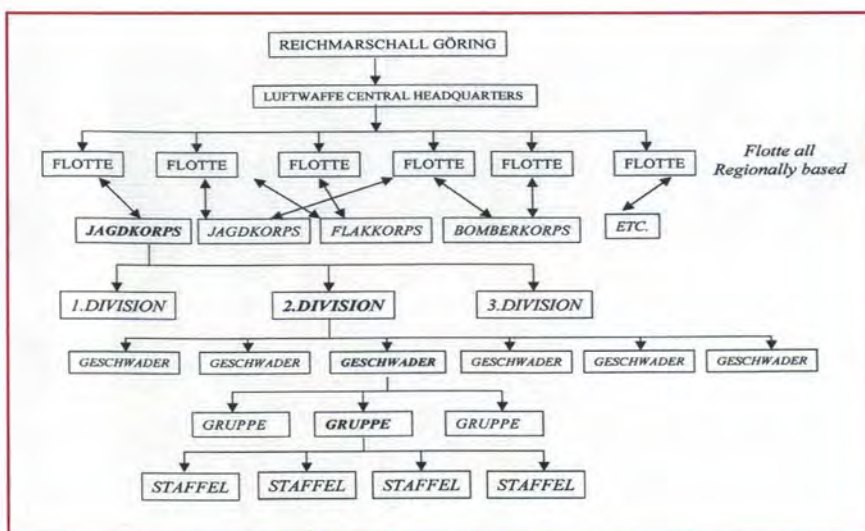 REICHMARSCHALL GÖRING
LUFTWAFFE CENTRAL HEADQUARTERS
FLOTTE FLOTTE FLOTTE FLOTTE FLOTTE FLOTTE
Flotte all
Regionally based
JAGDKORPS JAGDKORPS FLAKKORPS BOMBERKORPS ETC.
1.DIVISION 2.DIVISION 3.DIVISION
GESCHWADER GESCHWADER GESCHWADER GESCHWADER GESCHWADER GESCHWADER
GRUPPE GRUPPE GRUPPE
STAFFEL STAFFEL STAFFEL STAFFEL